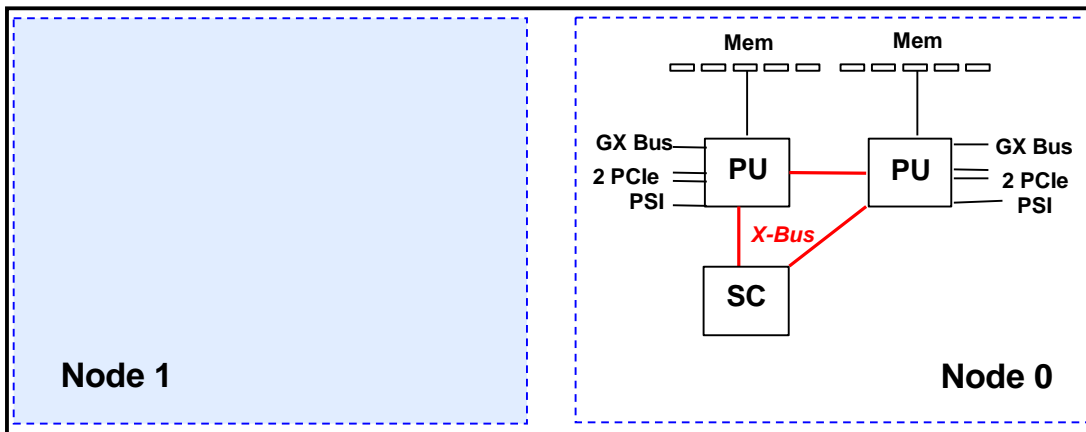 Mem
Mem
GX Bus
2 PCIe
PSI
PU
PU
GX Bus
2 PCIe
PSI
X-Bus
SC
Node 1
Node 0